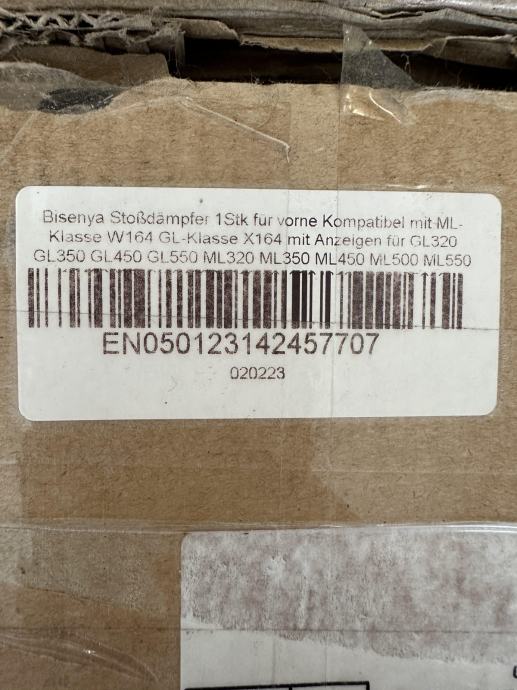 Bisenya Stoßdämpfer 1Stk für vorne Kompatibel mit ML-
Klasse W164 GL-Klasse X164 mit Anzeigen für GL320
GL350 GL450 GL550 ML320 ML350 ML450 ML500 ML550
EN050123142457707
020223